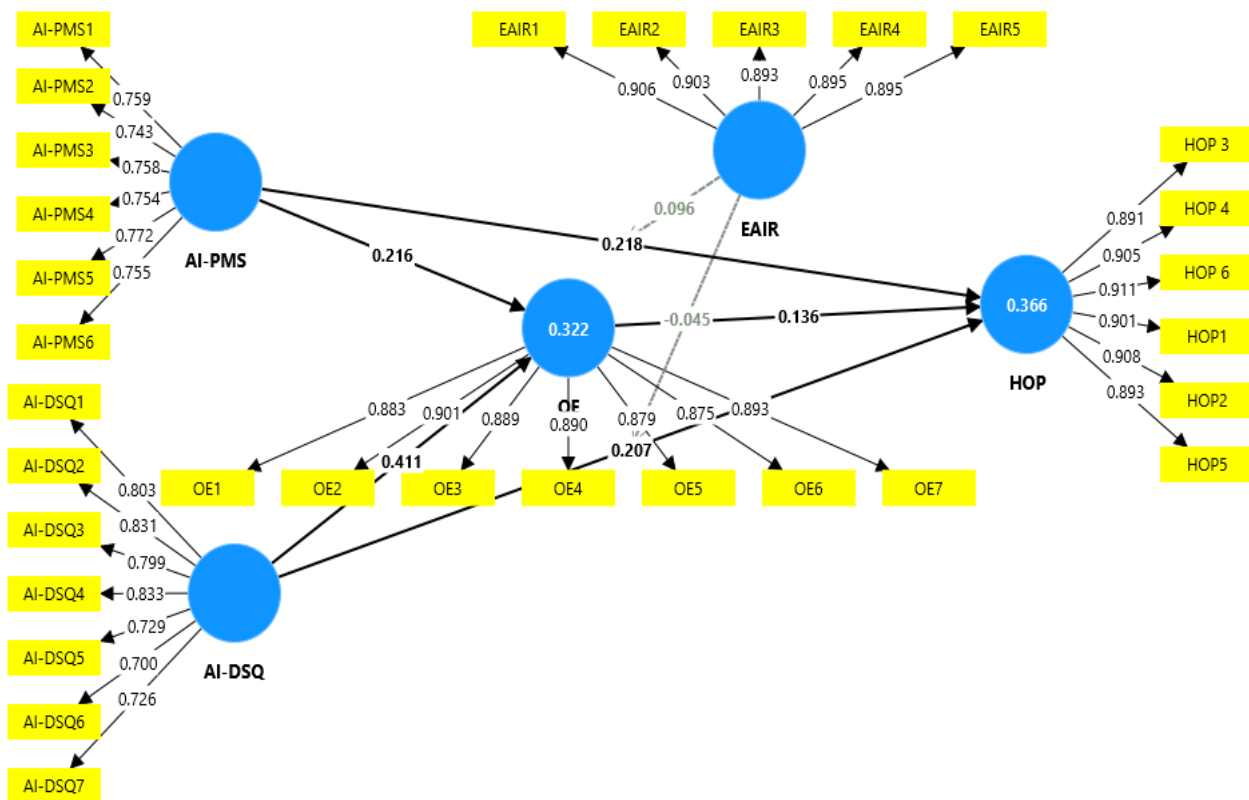 AI-PMS1
AI-PMS2
AI-PMS3
AI-PMS4
AI-PMS5
AI-PMS6
0.759
0.743
0.758
0.754
0.772
0.755
AI-PMS
EAIR1
EAIR2
EAIR3
EAIR4
EAIR5
0.906
0.903
0.893
0.895
0.895
EAIR
0.096
-0.045
0.218
0.216
0.136
0.411
0.207
0.322
OE
0.883
0.901
0.889
0.890
0.879
0.875
0.893
OE1
OE2
OE3
OE4
OE5
OE6
OE7
AI-DSQ1
AI-DSQ2
AI-DSQ3
AI-DSQ4
AI-DSQ5
AI-DSQ6
AI-DSQ7
0.803
0.831
0.799
0.833
0.729
0.700
0.726
AI-DSQ
0.366
HOP
0.891
0.905
0.911
0.901
0.908
0.893
HOP 3
HOP 4
HOP 6
HOP1
HOP2
HOP5